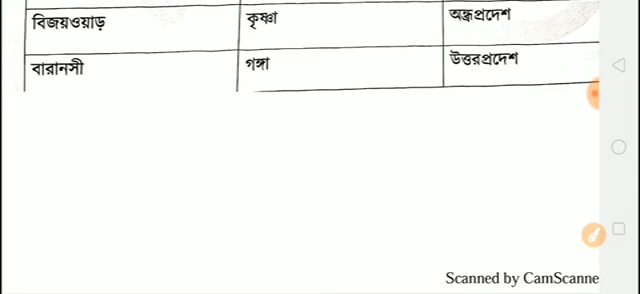 বিজয়ওয়াড় কৃষ্ণা অন্ধ্রপ্রদেশ
বারানসী গঙ্গা উত্তরপ্রদেশ
Scanned by CamScanne